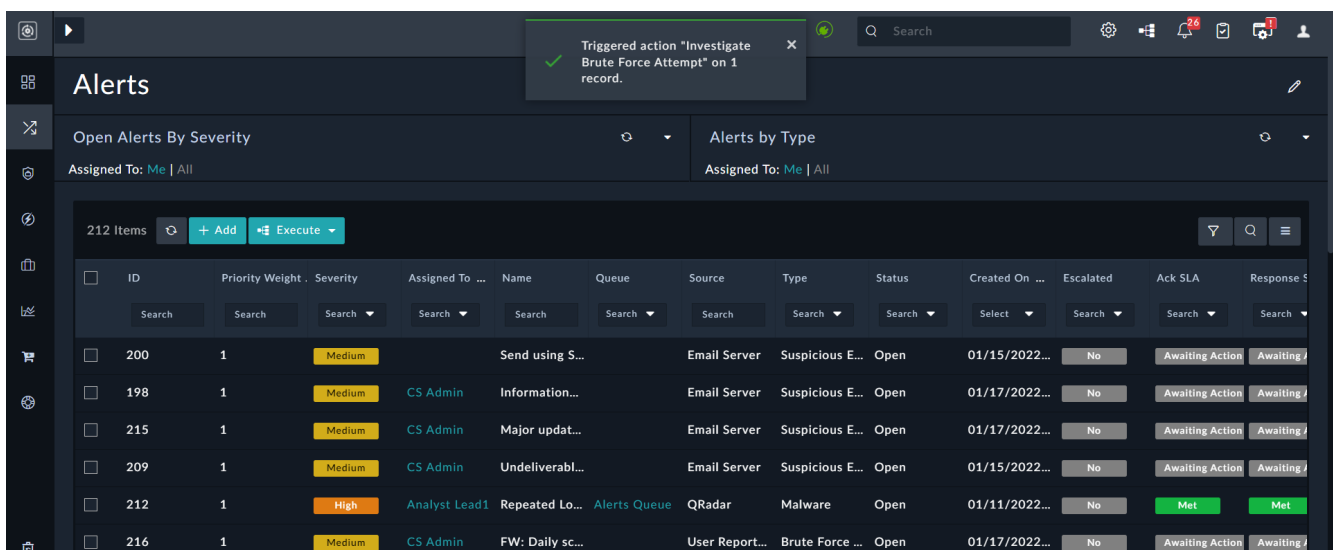 Triggered action "Investigate
Brute Force Attempt" on 1
record.
Search
26
!
Alerts
Open Alerts By Severity
Assigned To: Me | All
Alerts by Type
Assigned To: Me | All
212 Items + Add Execute
ID Priority Weight . Severity Assigned To ... Name Queue Source Type Status Created On ... Escalated Ack SLA Response S
Search Search Search Search Search Search Search Search Search Select Search Search Search
200 1 Medium Send using S... Email Server Suspicious E... Open 01/15/2022... No Awaiting Action Awaiting A
198 1 Medium CS Admin Information... Email Server Suspicious E... Open 01/17/2022... No Awaiting Action Awaiting A
215 1 Medium CS Admin Major updat... Email Server Suspicious E... Open 01/17/2022... No Awaiting Action Awaiting A
209 1 Medium CS Admin Undeliverabl... Email Server Suspicious E... Open 01/15/2022... No Awaiting Action Awaiting A
212 1 High Analyst Lead1 Repeated Lo... Alerts Queue QRadar Malware Open 01/11/2022... No Met Met
216 1 Medium CS Admin FW: Daily sc... User Report... Brute Force ... Open 01/17/2022... No Awaiting Action Awaiting A